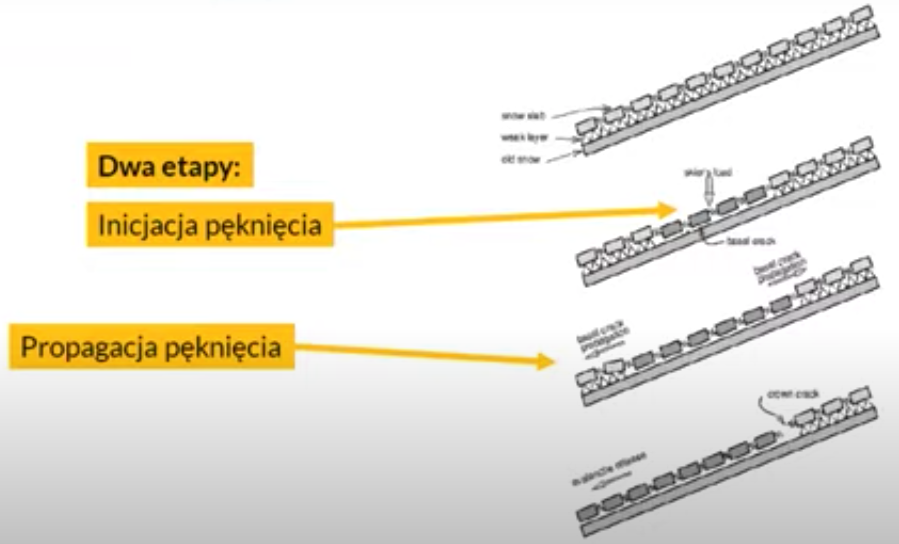 Dwa etapy:
Inicjacja pęknięcia
Propagacja pęknięcia
snow slab
weak layer
old snow
skier's load
basal crack
basal crack
propagation
basal crack
propagation
crown crack
avalanche release